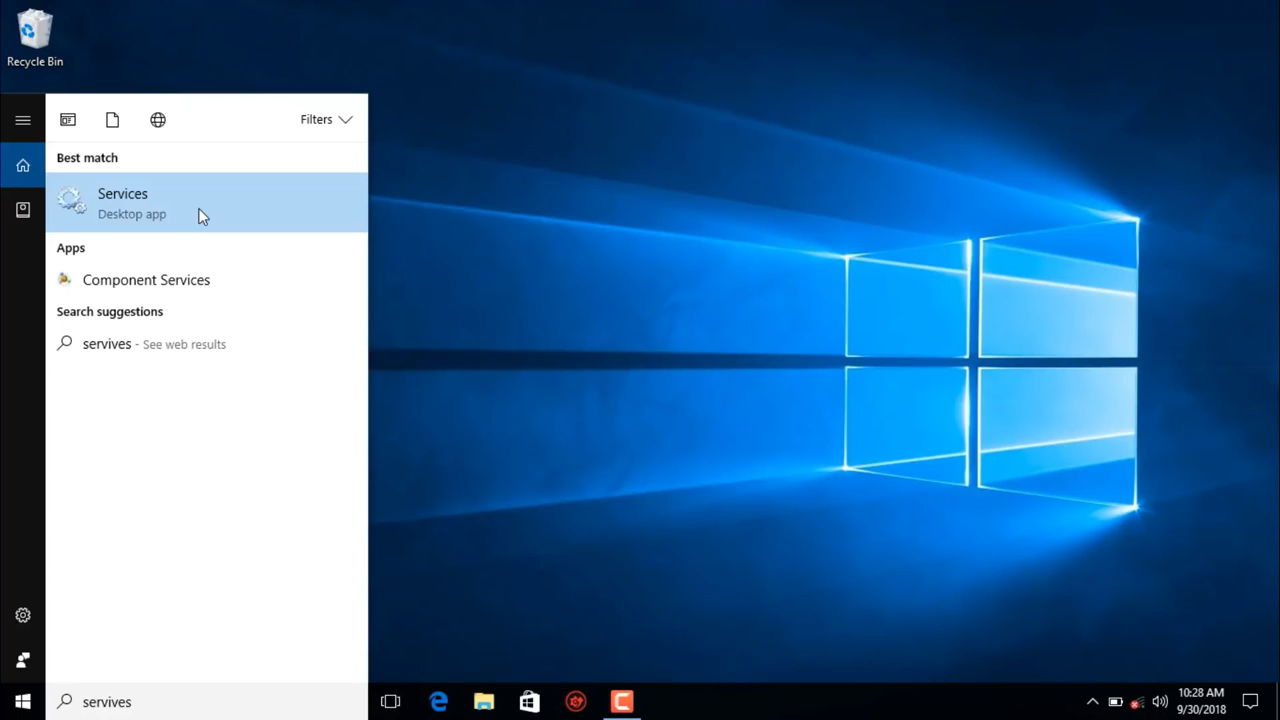 Recycle Bin
Filters
Best match
Services
Desktop app
Apps
Component Services
Search suggestions
servives - See web results
servives
10:28 AM
9/30/2018